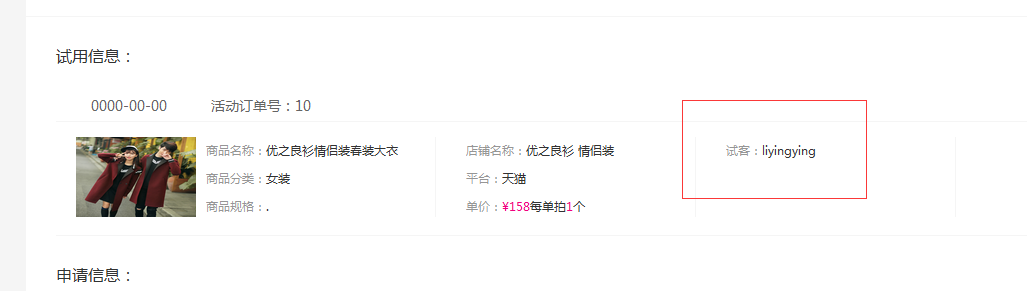 试用信息：
0000-00-00 活动订单号：10
商品名称：优之良衫情侣装春装大衣 店铺名称：优之良衫 情侣装 试客：liyingying
商品分类：女装 平台：天猫
商品规格：. 单价：¥158每单拍1个
申请信息：